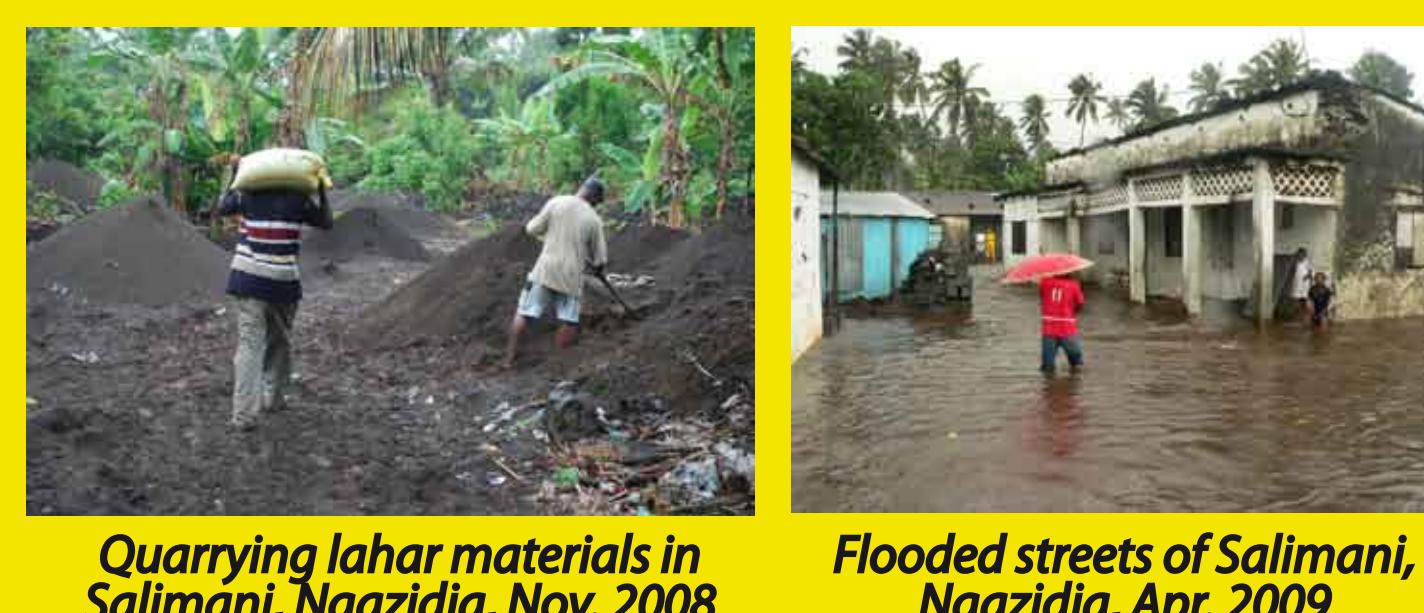 Quarrying lahar materials in
Salimani, Ngazidja, Nov. 2008
Flooded streets of Salimani,
Ngazidja, Apr. 2009